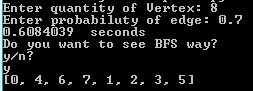 Enter quantity of Vertex: 8
Enter probabiluty of edge: 0.7
0.6084039  seconds
Do you want to see BFS way?
y/n?
y
[0, 4, 6, 7, 1, 2, 3, 5]